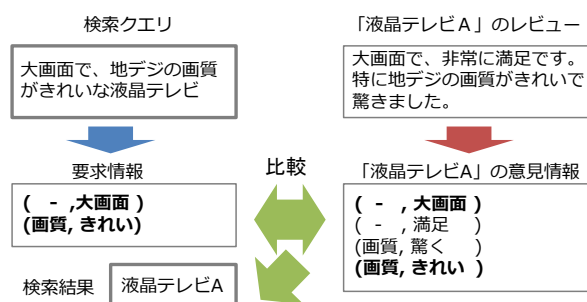 検索クエリ
大画面で、地デジの画質
がきれいな液晶テレビ
要求情報
( - ,大画面 )
(画質, きれい)
検索結果
液晶テレビA
比較
「液晶テレビA」のレビュー
大画面で、非常に満足です。
特に地デジの画質がきれいで
驚きました。
「液晶テレビA」の意見情報
( - , 大画面 )
( - , 満足 )
(画質, 驚く )
(画質, きれい )